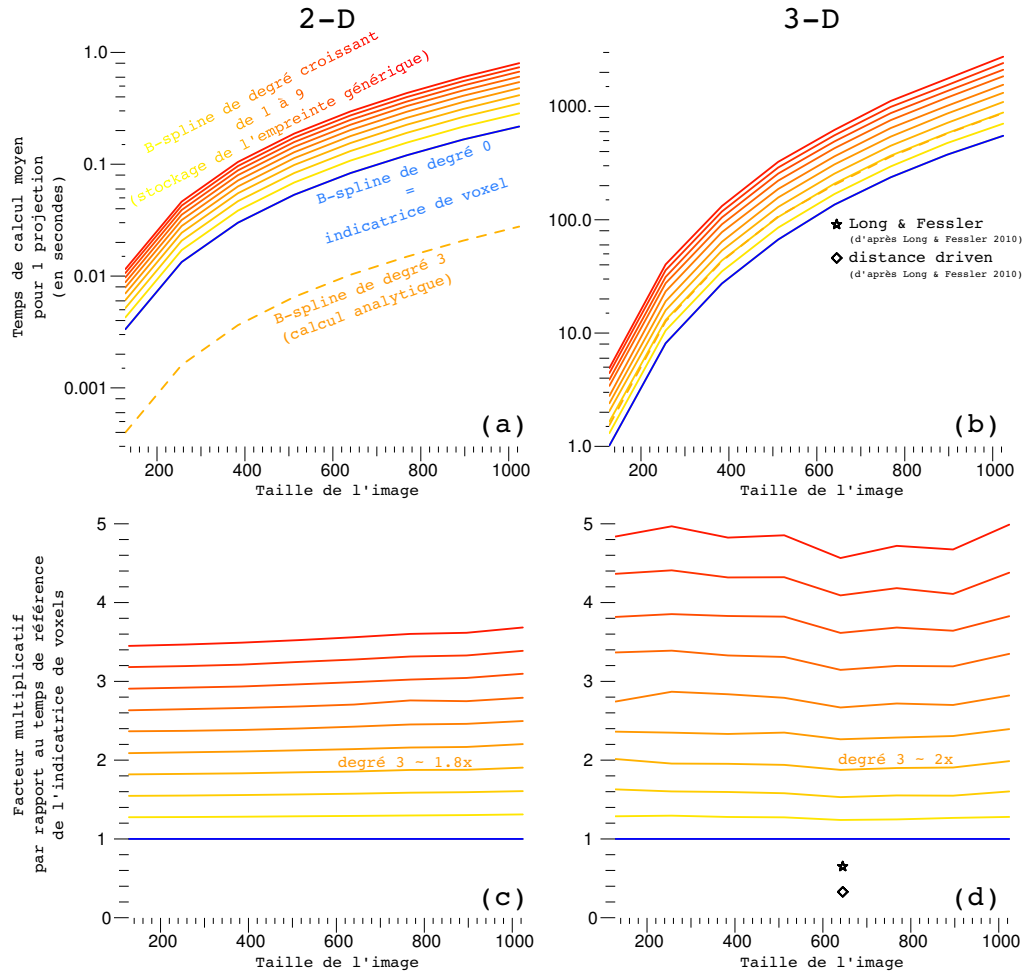 2-D
3-D
Temps de calcul moyen
pour 1 projection
(en secondes)
1.0
0.1
0.01
0.001
B-spline de degré croissant
de 1 à 9
(stockage de l'empreinte générique)
B-spline de degré 0
=
indicatrice de voxel
B-spline de degré 3
(calcul analytique)
(a)
200
400
600
800
1000
Taille de l'image
1000.
100.0
10.0
1.0
Long & Fessler
(d'après Long & Fessler 2010)
distance driven
(d'après Long & Fessler 2010)
(b)
200
400
600
800
1000
Taille de l'image
Facteur multiplicatif
par rapport au temps de référence
de l'indicatrice de voxels
5
4
3
2
1
0
degré 3 ~ 1.8x
(c)
200
400
600
800
1000
Taille de l'image
5
4
3
2
1
0
degré 3 ~ 2x
(d)
200
400
600
800
1000
Taille de l'image